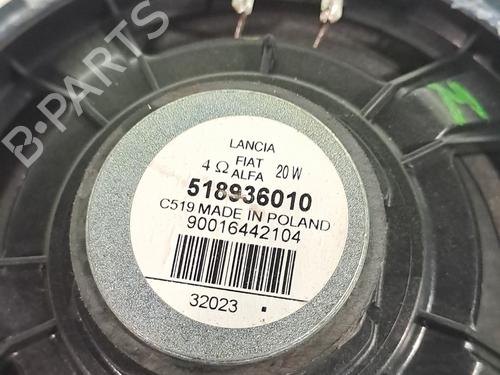 B-PARTS
LANCIA
4 Ω FIAT 20 W
ALFA
518936010
C519 MADE IN POLAND
90016442104
32023 .